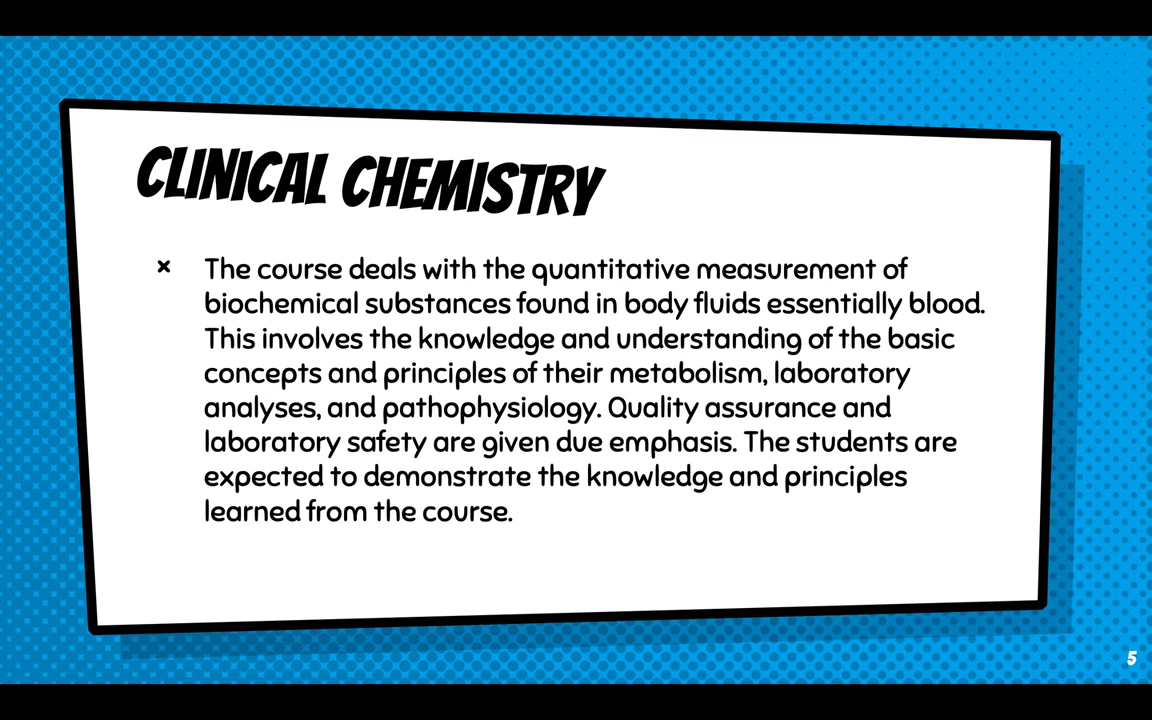 CLINICAL CHEMISTRY
× The course deals with the quantitative measurement of
biochemical substances found in body fluids essentially blood.
This involves the knowledge and understanding of the basic
concepts and principles of their metabolism, laboratory
analyses, and pathophysiology. Quality assurance and
laboratory safety are given due emphasis. The students are
expected to demonstrate the knowledge and principles
learned from the course.
5